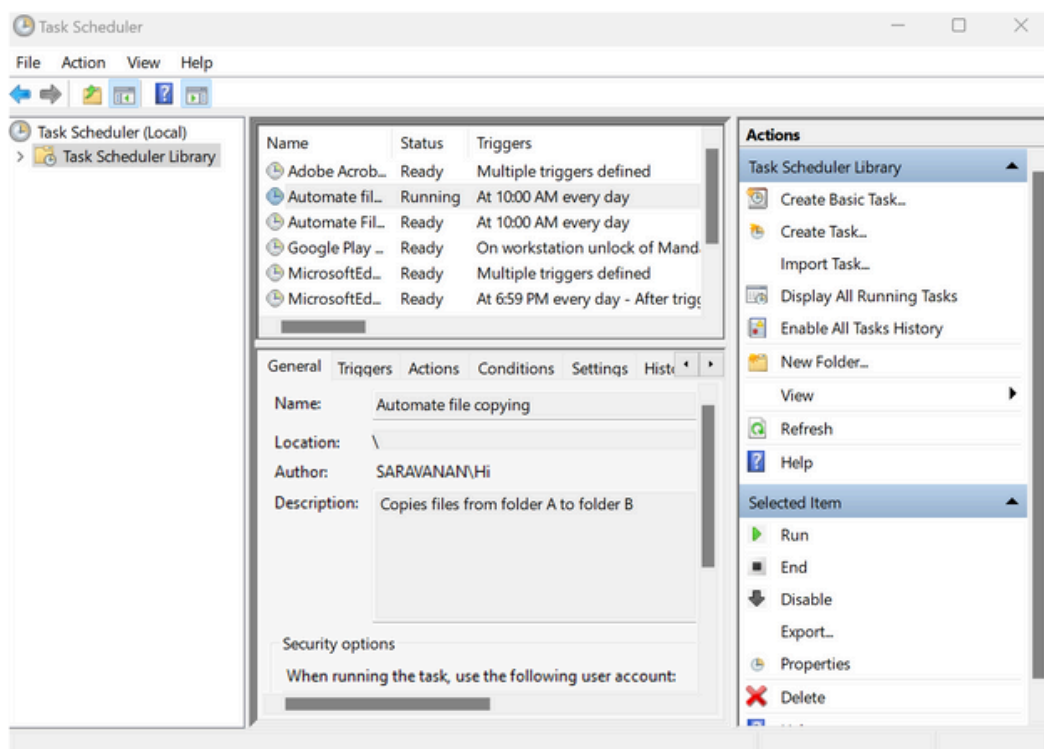 Task Scheduler
File Action View Help
Task Scheduler (Local)
Task Scheduler Library
Name Status Triggers
Adobe Acrob... Ready Multiple triggers defined
Automate fil... Running At 10:00 AM every day
Automate Fil... Ready At 10:00 AM every day
Google Play ... Ready On workstation unlock of Mand
MicrosoftEd... Ready Multiple triggers defined
MicrosoftEd... Ready At 6:59 PM every day - After trigg
General Triggers Actions Conditions Settings Histo
Name: Automate file copying
Location: \
Author: SARAVANAN\Hi
Description: Copies files from folder A to folder B
Security options
When running the task, use the following user account:
Actions
Task Scheduler Library
Create Basic Task...
Create Task...
Import Task...
Display All Running Tasks
Enable All Tasks History
New Folder...
View
Refresh
Help
Selected Item
Run
End
Disable
Export...
Properties
Delete